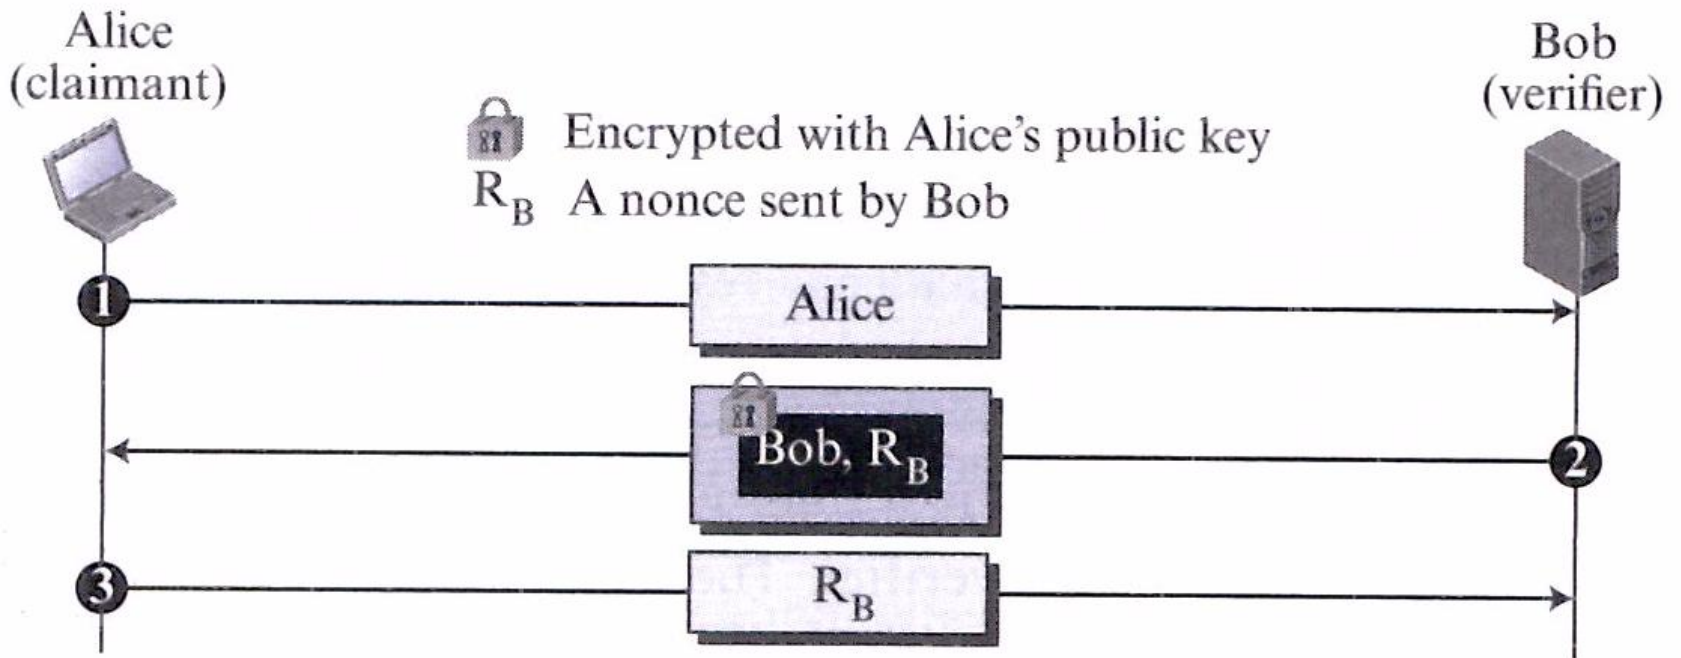 Alice
(claimant)
Bob
(verifier)
Encrypted with Alice's public key
R_B A nonce sent by Bob
1
Alice
Bob, R_B
2
3
R_B